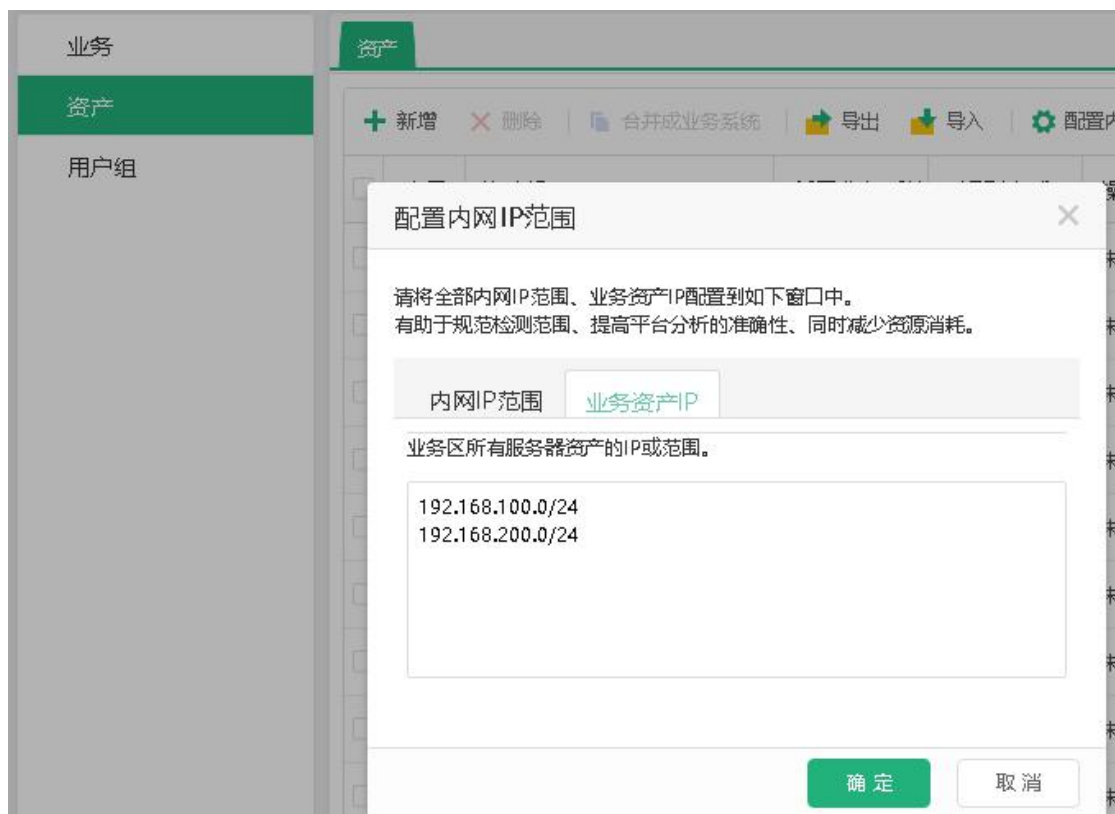 业务
资产
用户组
资产
新增 删除 合并成业务系统 导出 导入
配置内网IP范围
请将全部内网IP范围、业务资产IP配置到如下窗口中。
有助于规范检测范围、提高平台分析的准确性、同时减少资源消耗。
内网IP范围 业务资产IP
业务区所有服务器资产的IP或范围。
192.168.100.0/24
192.168.200.0/24
确定 取消